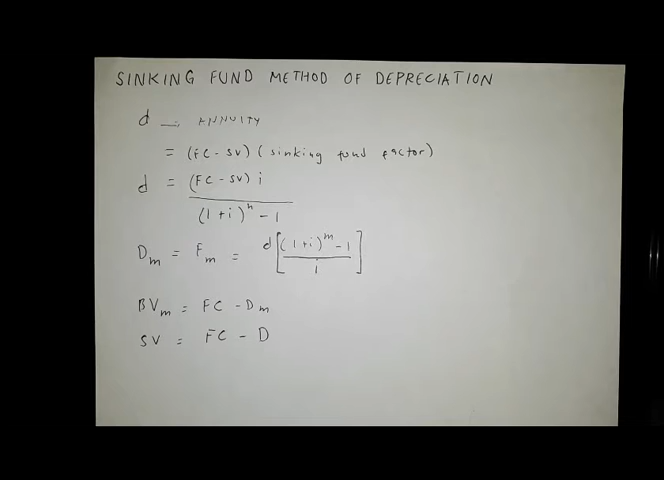 SINKING FUND METHOD OF DEPRECIATION
d = ANNUITY
= (FC - SV) (sinking fund factor)
d = (FC - SV) i / (1+i)^n - 1
D_m = F_m = d[(1+i)^m - 1 / i]
BV_m = FC - D_m
SV = FC - D